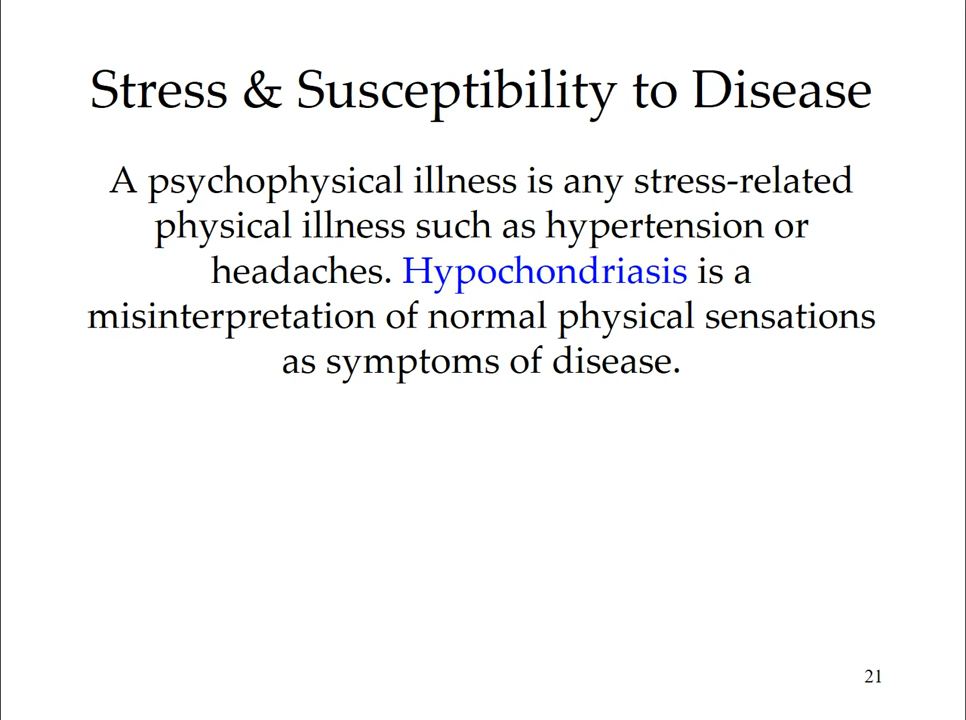 Stress & Susceptibility to Disease
A psychophysical illness is any stress-related
physical illness such as hypertension or
headaches. Hypochondriasis is a
misinterpretation of normal physical sensations
as symptoms of disease.
21